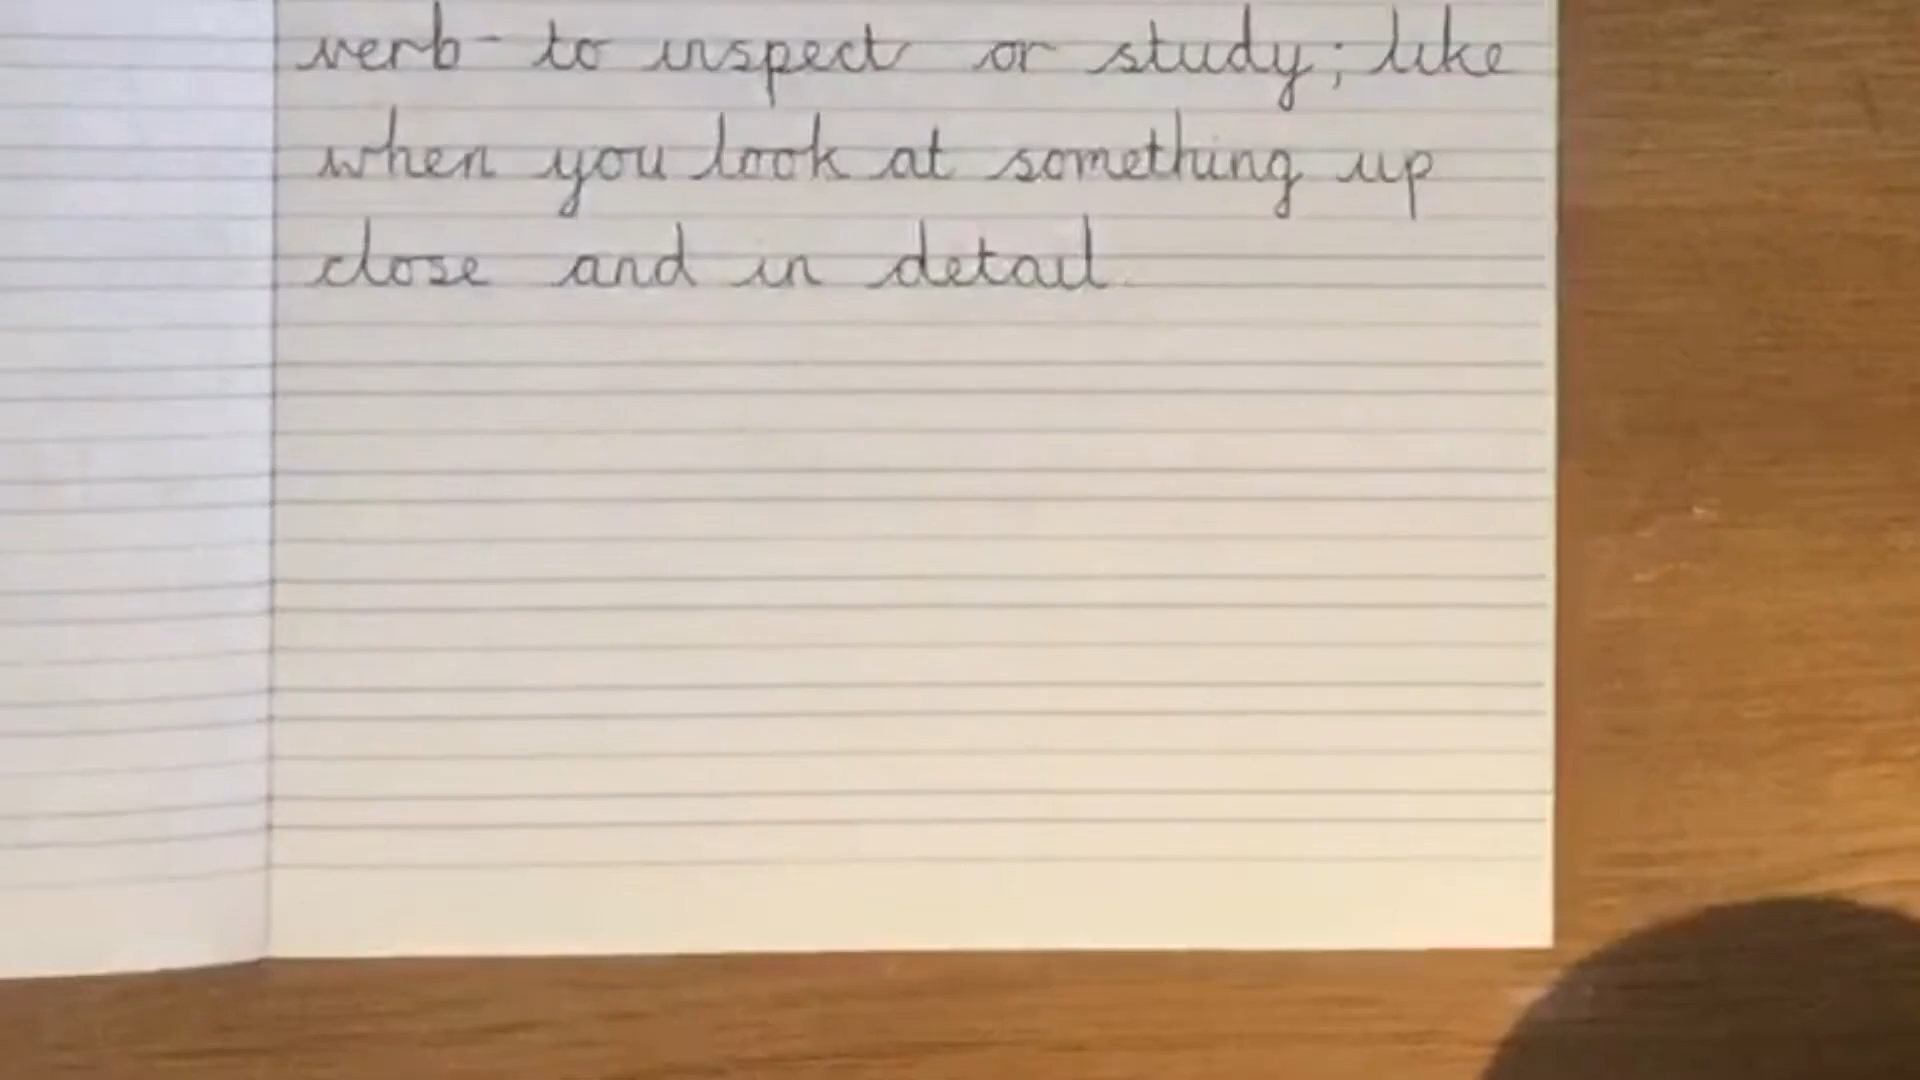 verb - to inspect or study; like
when you look at something up
close and in detail